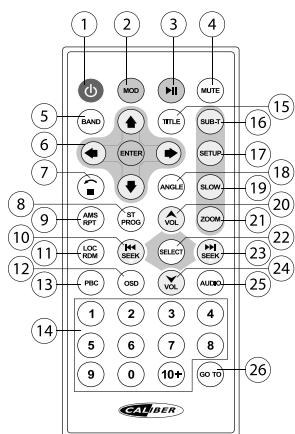 1 2 3 4
MOD MUTE
5 BAND TITLE SUB-T 15
16
6 ENTER SETUP 17
7 ANGLE SLOW 18
19
8 AMS RPT ST PROG ZOOM 20
9 VOL 21
10 LOC RDM SEEK SELECT SEEK 22
11 23
12 PBC OSD VOL AUDIO 24
13 25
14 1 2 3 4
5 6 7 8
9 0 10+ GO TO 26
CALIBER